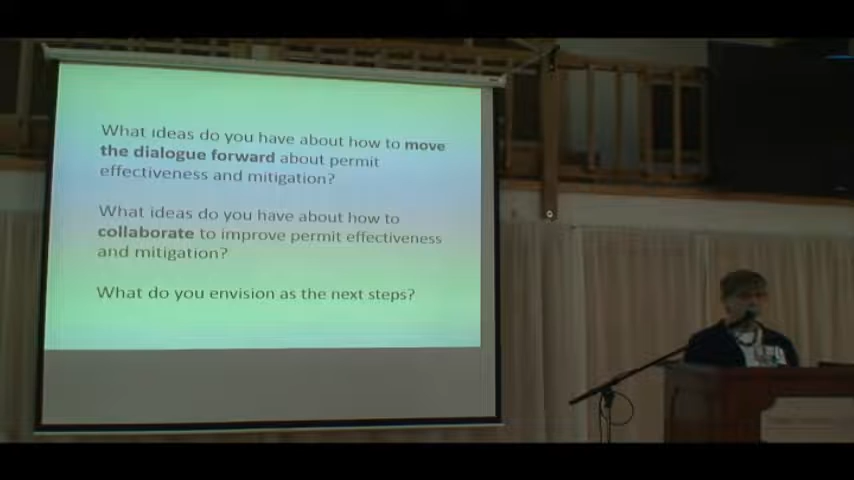 What ideas do you have about how to move
the dialogue forward about permit
effectiveness and mitigation?
What ideas do you have about how to
collaborate to improve permit effectiveness
and mitigation?
What do you envision as the next steps?